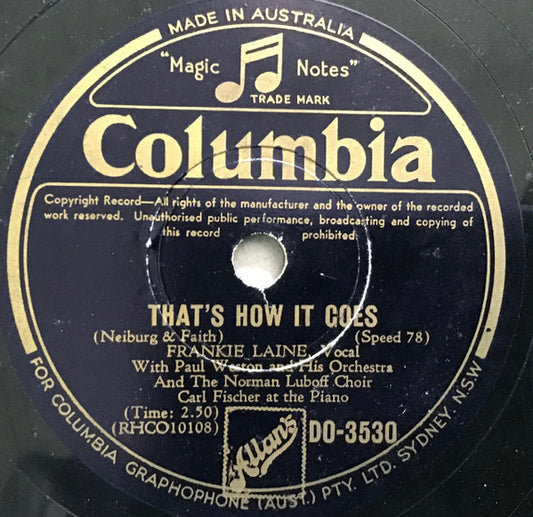 MADE IN AUSTRALIA
"Magic Notes"
TRADE MARK
Columbia
Copyright Record—All rights of the manufacturer and the owner of the recorded
work reserved. Unauthorised public performance, broadcasting and copying of
this record prohibited.
THAT'S HOW IT GOES
(Neiburg & Faith) (Speed 78)
FRANKIE LAINE, Vocal
With Paul Weston and His Orchestra
And The Norman Luboff Choir
Carl Fischer at the Piano
(Time: 2.50)
(RHCO10108) DO-3530
Allan's
FOR COLUMBIA GRAPHOPHONE (AUST.) PTY. LTD. SYDNEY. N.S.W